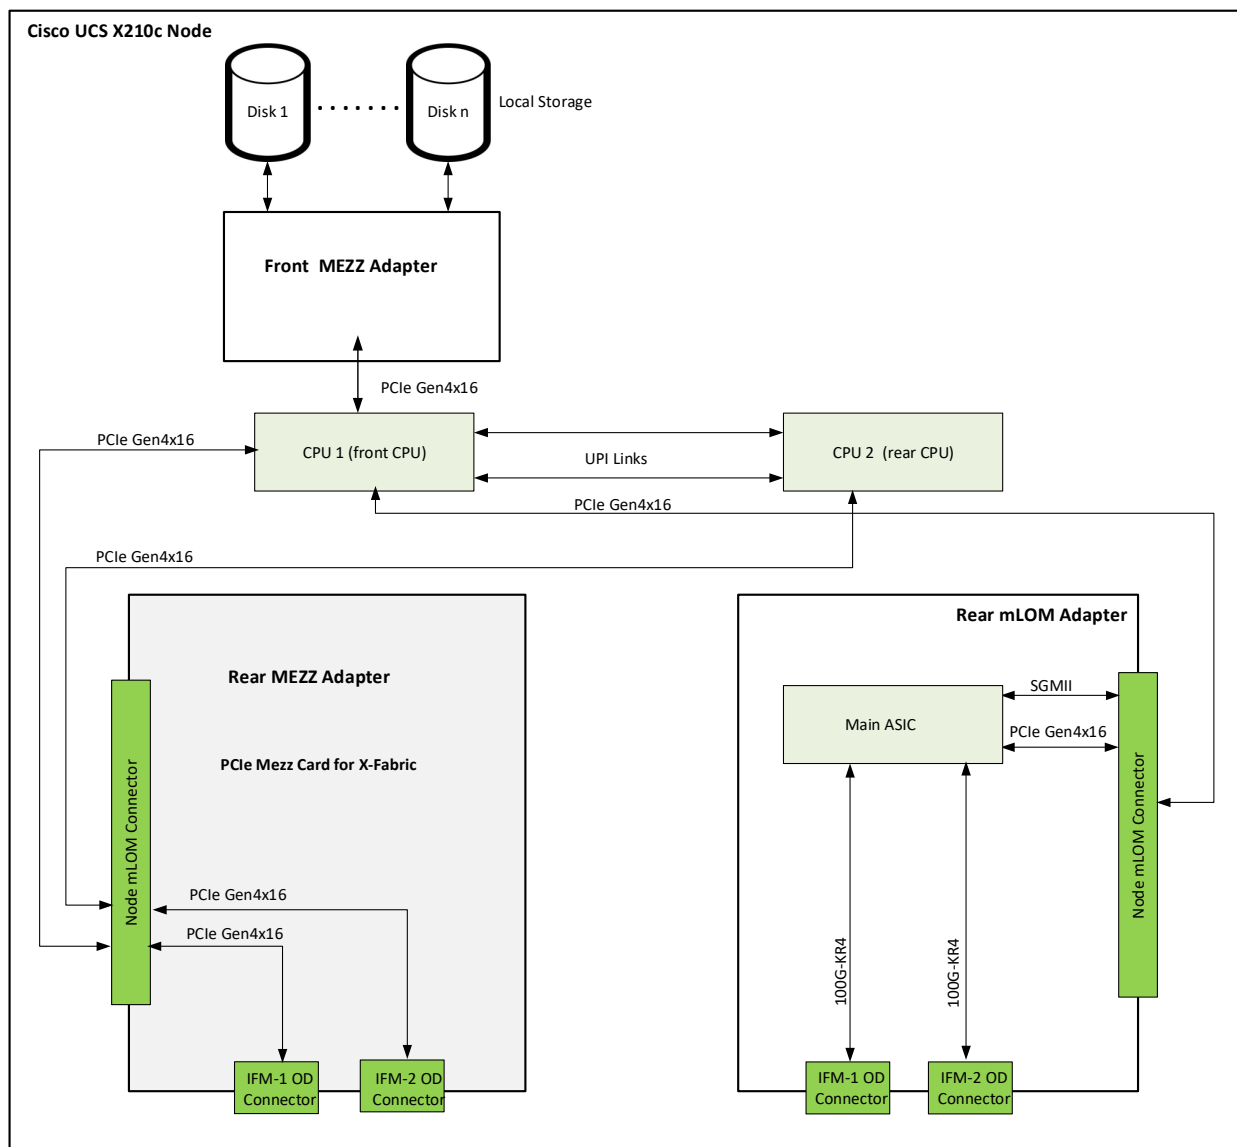 Cisco UCS X210c Node
Disk 1
Disk n
Local Storage
Front MEZZ Adapter
PCIe Gen4x16
PCIe Gen4x16
CPU 1 (front CPU)
UPI Links
CPU 2 (rear CPU)
PCIe Gen4x16
PCIe Gen4x16
Rear MEZZ Adapter
PCIe Mezz Card for X-Fabric
Node mLOM Connector
PCIe Gen4x16
PCIe Gen4x16
IFM-1 OD
Connector
IFM-2 OD
Connector
Rear mLOM Adapter
SGMII
Main ASIC
PCIe Gen4x16
Node mLOM Connector
100G-KR4
100G-KR4
IFM-1 OD
Connector
IFM-2 OD
Connector